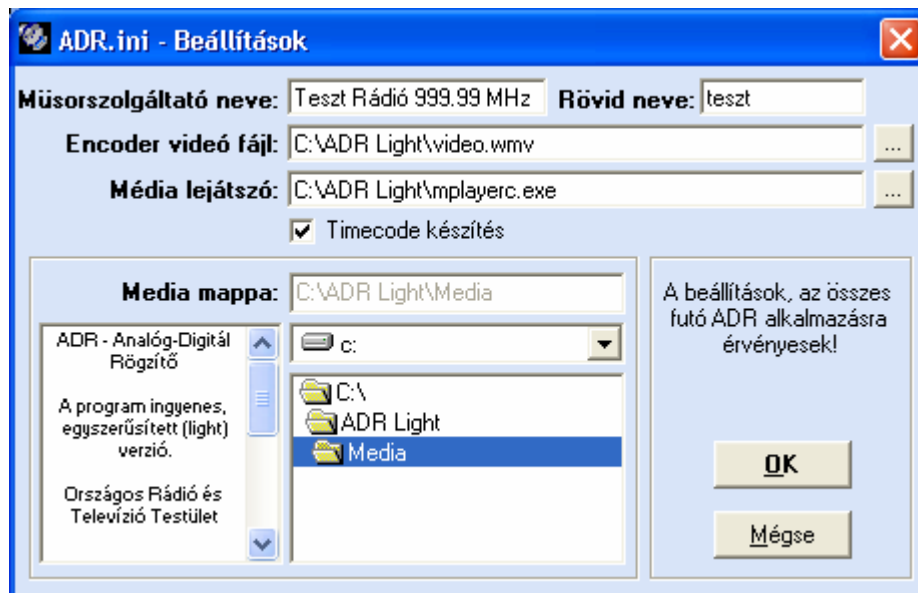 ADR.ini - Beállítások
Müsorszolgáltató neve: Teszt Rádió 999.99 MHz Rövid neve: teszt
Encoder videó fájl: C:\ADR Light\video.wmv ...
Média lejátszó: C:\ADR Light\mplayerc.exe ...
Timecode készítés
Media mappa: C:\ADR Light\Media
ADR - Analóg-Digitál
Rögzítő
A program ingyenes,
egyszerűsített (light)
verzió.
Országos Rádió és
Televízió Testület
c:
C:\
ADR Light
Media
A beállítások, az összes
futó ADR alkalmazásra
érvényesek!
OK
Mégse